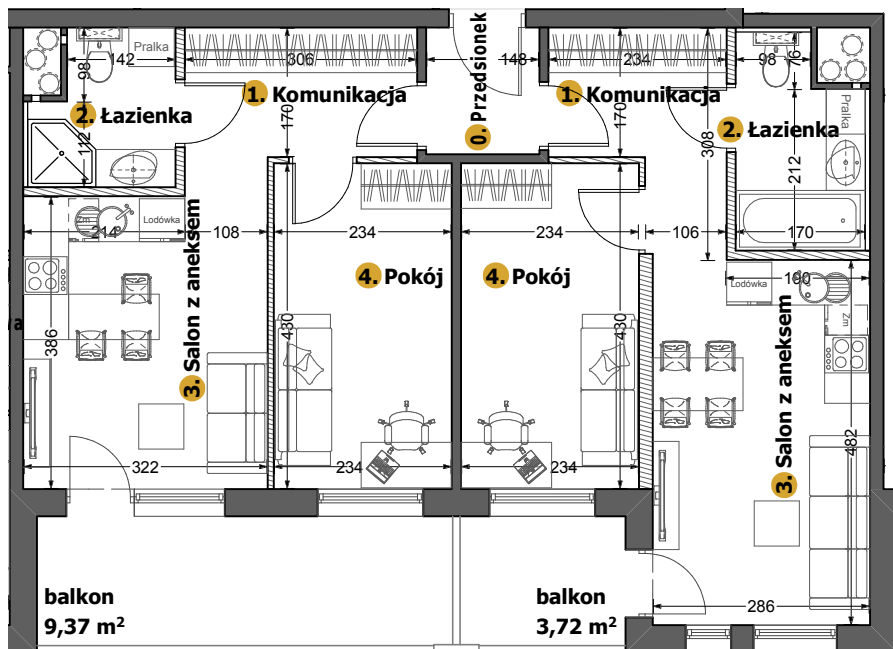 142
Pralka
98
306
148
234
98
76
1. Komunikacja
0. Przedsionek
1. Komunikacja
Pralka
2. Łazienka
2. Łazienka
112
170
170
308
212
Zm
Lodówka
214
108
234
234
106
170
3. Salon z aneksem
4. Pokój
4. Pokój
190
Lodówka
Zm
386
430
430
3. Salon z aneksem
482
322
234
234
balkon
9,37 m²
balkon
3,72 m²
286